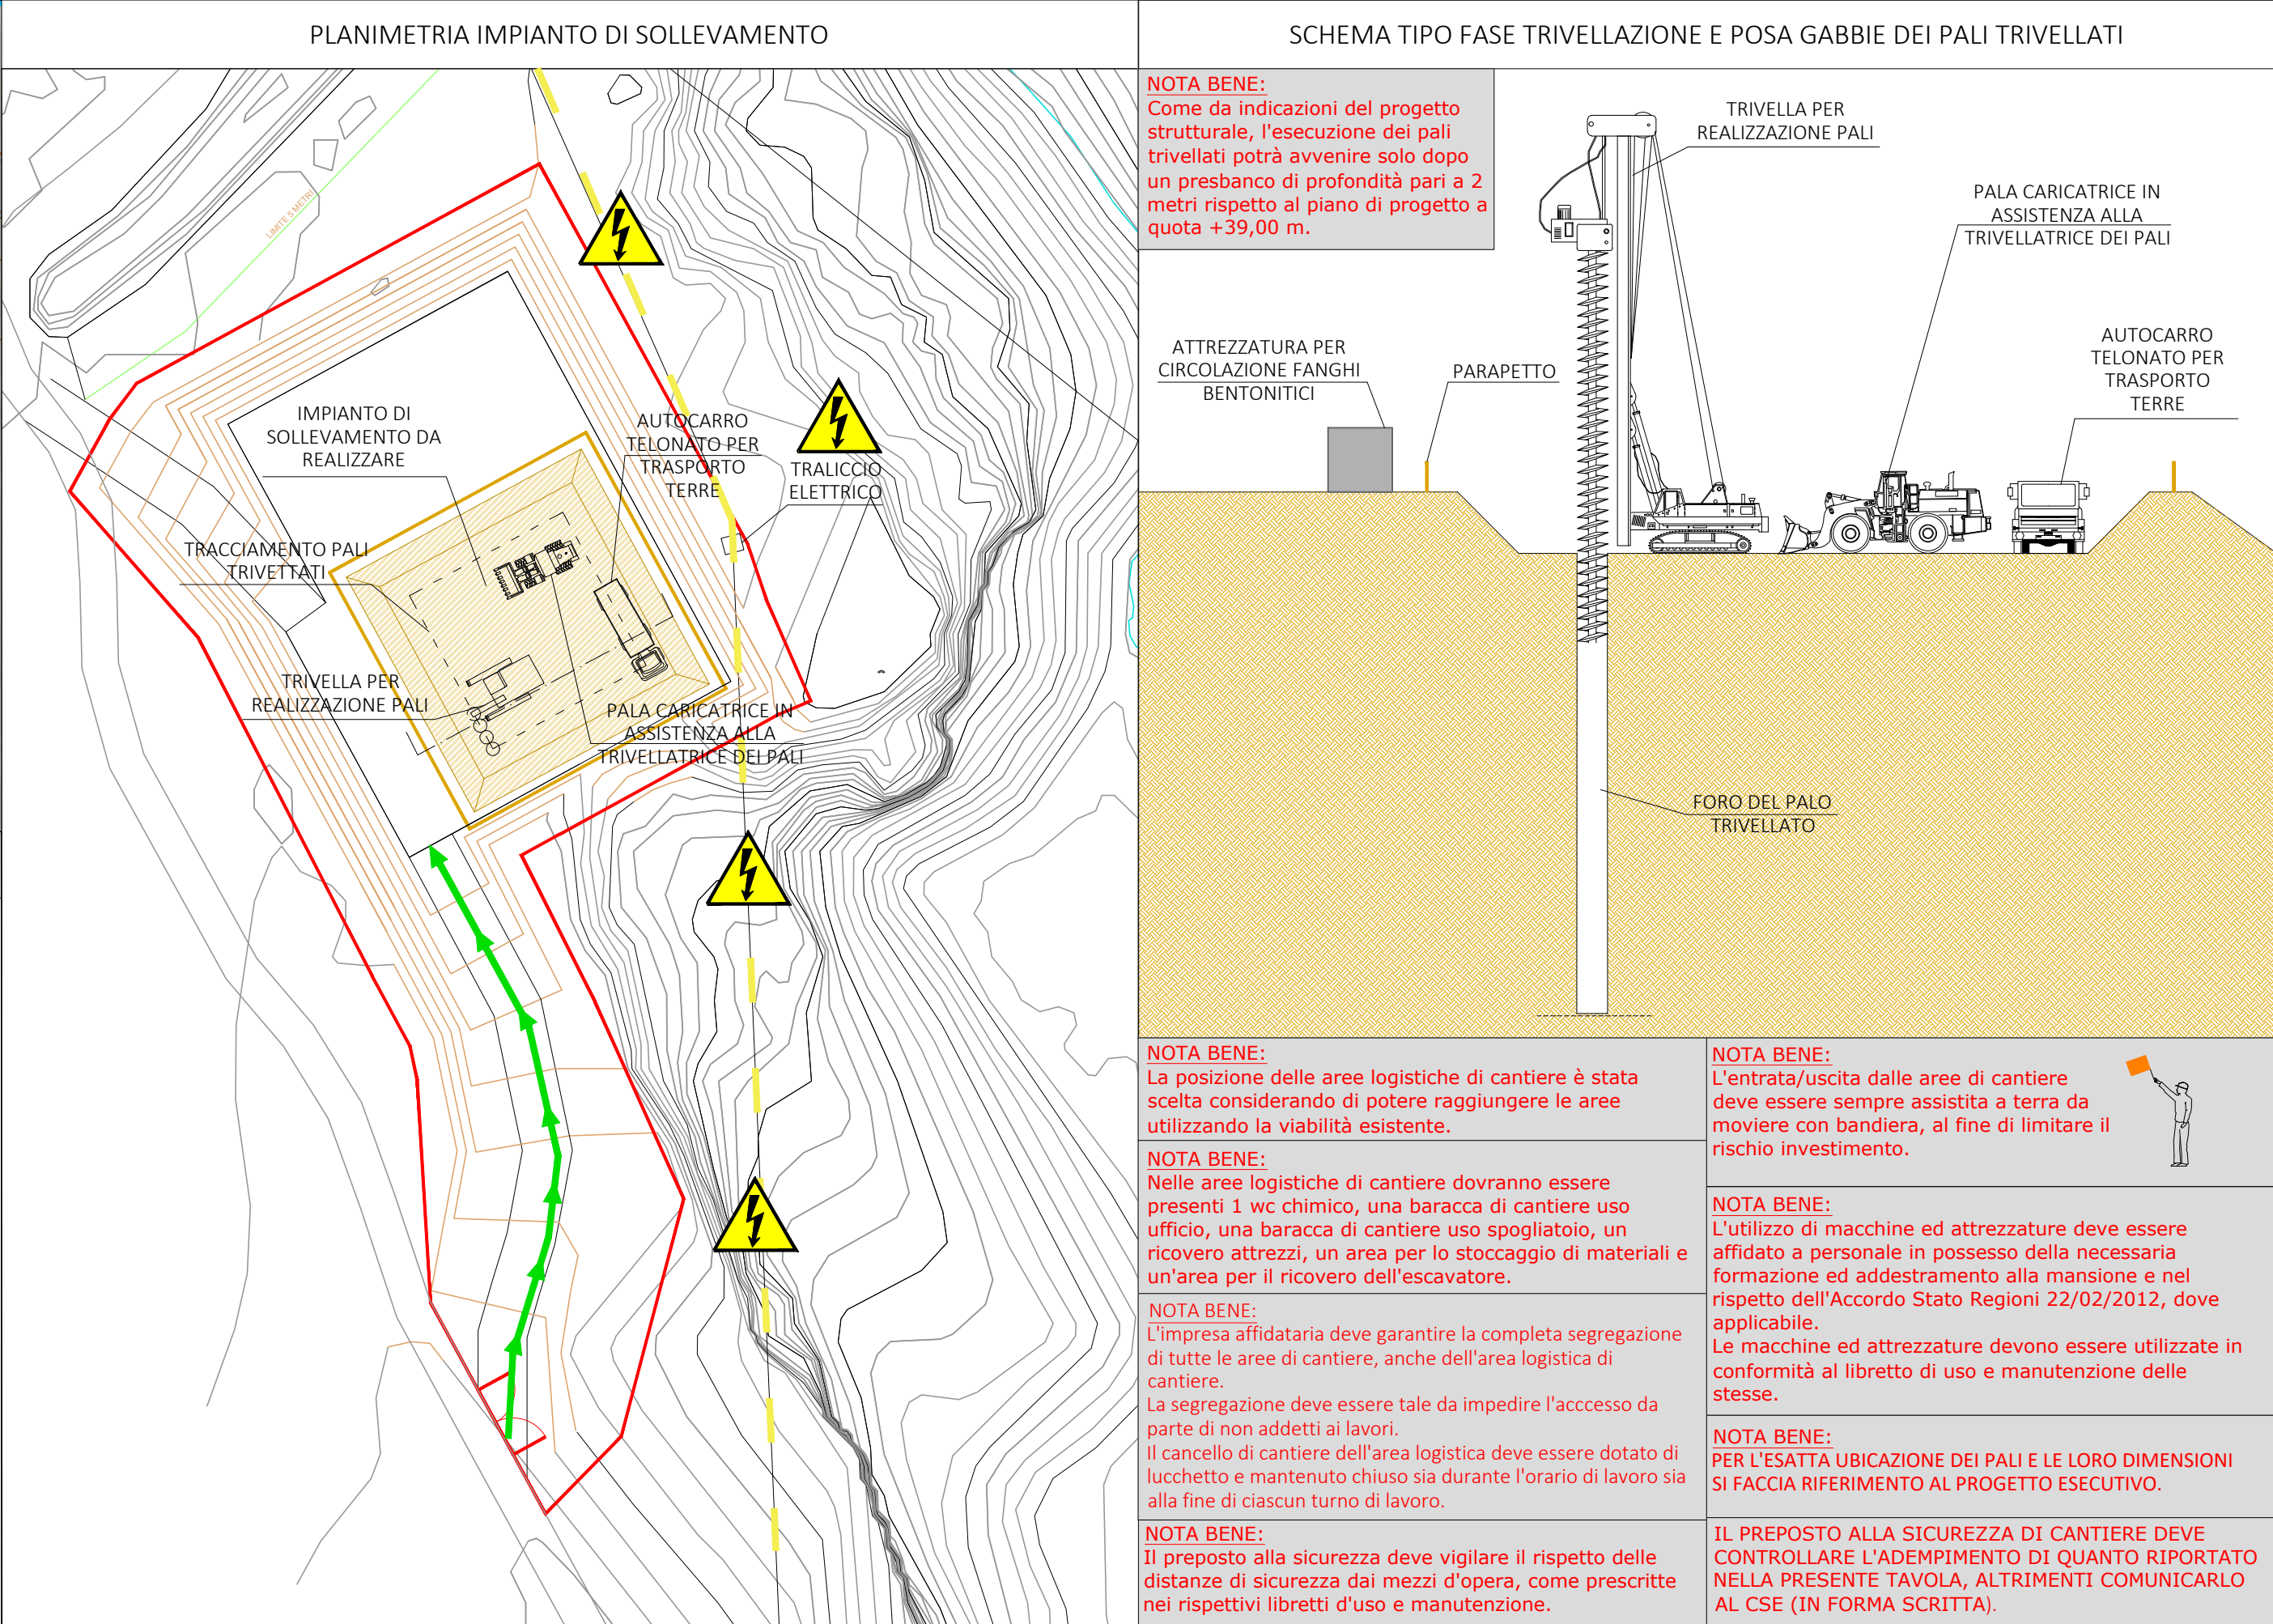 PLANIMETRIA IMPIANTO DI SOLLEVAMENTO
LIMITE 5 METRI
IMPIANTO DI
SOLLEVAMENTO DA
REALIZZARE
AUTOCARRO
TELONATO PER
TRASPORTO
TERRE
TRALICCIO
ELETTRICO
TRACCIAMENTO PALI
TRIVETTATI
TRIVELLA PER
REALIZZAZIONE PALI
PALA CARICATRICE IN
ASSISTENZA ALLA
TRIVELLATRICE DEI PALI
SCHEMA TIPO FASE TRIVELLAZIONE E POSA GABBIE DEI PALI TRIVELLATI
NOTA BENE:
Come da indicazioni del progetto
strutturale, l'esecuzione dei pali
trivellati potrà avvenire solo dopo
un presbanco di profondità pari a 2
metri rispetto al piano di progetto a
quota +39,00 m.
TRIVELLA PER
REALIZZAZIONE PALI
PALA CARICATRICE IN
ASSISTENZA ALLA
TRIVELLATRICE DEI PALI
ATTREZZATURA PER
CIRCOLAZIONE FANGHI
BENTONITICI
PARAPETTO
AUTOCARRO
TELONATO PER
TRASPORTO
TERRE
FORO DEL PALO
TRIVELLATO
NOTA BENE:
La posizione delle aree logistiche di cantiere è stata
scelta considerando di potere raggiungere le aree
utilizzando la viabilità esistente.
NOTA BENE:
Nelle aree logistiche di cantiere dovranno essere
presenti 1 wc chimico, una baracca di cantiere uso
ufficio, una baracca di cantiere uso spogliatoio, un
ricovero attrezzi, un area per lo stoccaggio di materiali e
un'area per il ricovero dell'escavatore.
NOTA BENE:
L'impresa affidataria deve garantire la completa segregazione
di tutte le aree di cantiere, anche dell'area logistica di
cantiere.
La segregazione deve essere tale da impedire l'acccesso da
parte di non addetti ai lavori.
Il cancello di cantiere dell'area logistica deve essere dotato di
lucchetto e mantenuto chiuso sia durante l'orario di lavoro sia
alla fine di ciascun turno di lavoro.
NOTA BENE:
Il preposto alla sicurezza deve vigilare il rispetto delle
distanze di sicurezza dai mezzi d'opera, come prescritte
nei rispettivi libretti d'uso e manutenzione.
NOTA BENE:
L'entrata/uscita dalle aree di cantiere
deve essere sempre assistita a terra da
moviere con bandiera, al fine di limitare il
rischio investimento.
NOTA BENE:
L'utilizzo di macchine ed attrezzature deve essere
affidato a personale in possesso della necessaria
formazione ed addestramento alla mansione e nel
rispetto dell'Accordo Stato Regioni 22/02/2012, dove
applicabile.
Le macchine ed attrezzature devono essere utilizzate in
conformità al libretto di uso e manutenzione delle
stesse.
NOTA BENE:
PER L'ESATTA UBICAZIONE DEI PALI E LE LORO DIMENSIONI
SI FACCIA RIFERIMENTO AL PROGETTO ESECUTIVO.
IL PREPOSTO ALLA SICUREZZA DI CANTIERE DEVE
CONTROLLARE L'ADEMPIMENTO DI QUANTO RIPORTATO
NELLA PRESENTE TAVOLA, ALTRIMENTI COMUNICARLO
AL CSE (IN FORMA SCRITTA).